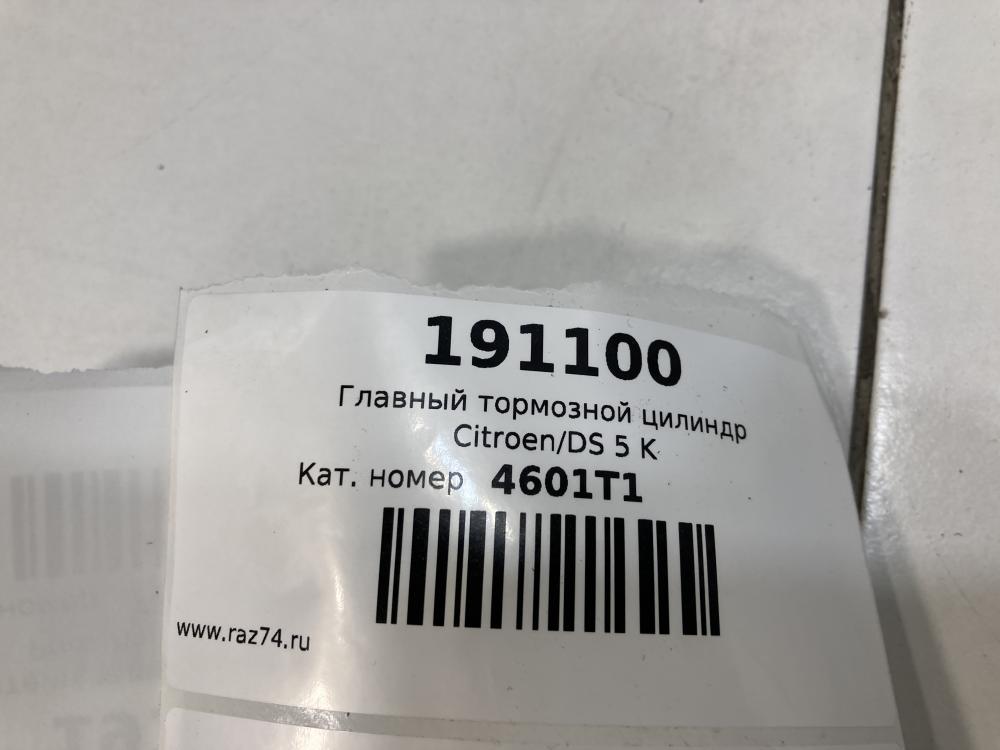 191100
Главный тормозной цилиндр
Citroen/DS 5 K
Кат. номер 4601T1
www.raz74.ru